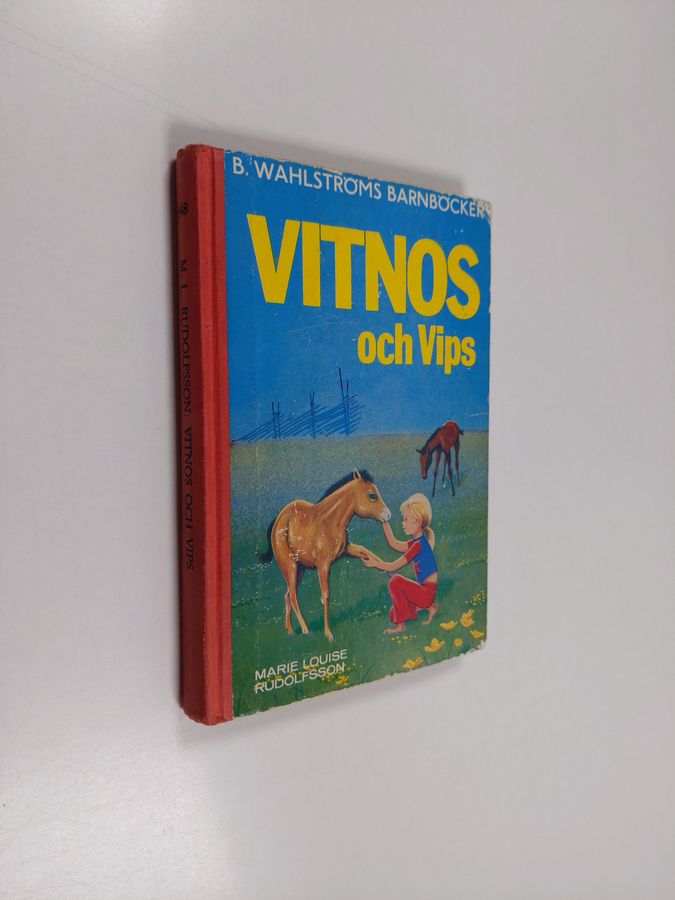 B. WAHLSTRÖMS BARNBÖCKER
VITNOS
och Vips
MARIE LOUISE
RUDOLFSSON
M. L. RUDOLFSSON: VITNOS OCH VIPS